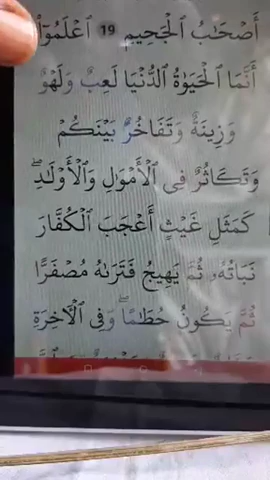 أَصْحَٰبُ ٱلْجَحِيمِ 19 ٱعْلَمُوٓا۟
أَنَّمَا ٱلْحَيَوٰةُ ٱلدُّنْيَا لَعِبٌ وَلَهْوٌ
وَزِينَةٌ وَتَفَاخُرٌۢ بَيْنَكُمْ
وَتَكَاثُرٌ فِى ٱلْأَمْوَٰلِ وَٱلْأَوْلَٰدِ ۖ
كَمَثَلِ غَيْثٍ أَعْجَبَ ٱلْكُفَّارَ
نَبَاتُهُۥ ثُمَّ يَهِيجُ فَتَرَىٰهُ مُصْفَرًّا
ثُمَّ يَكُونُ حُطَٰمًا ۖ وَفِى ٱلْءَاخِرَةِ